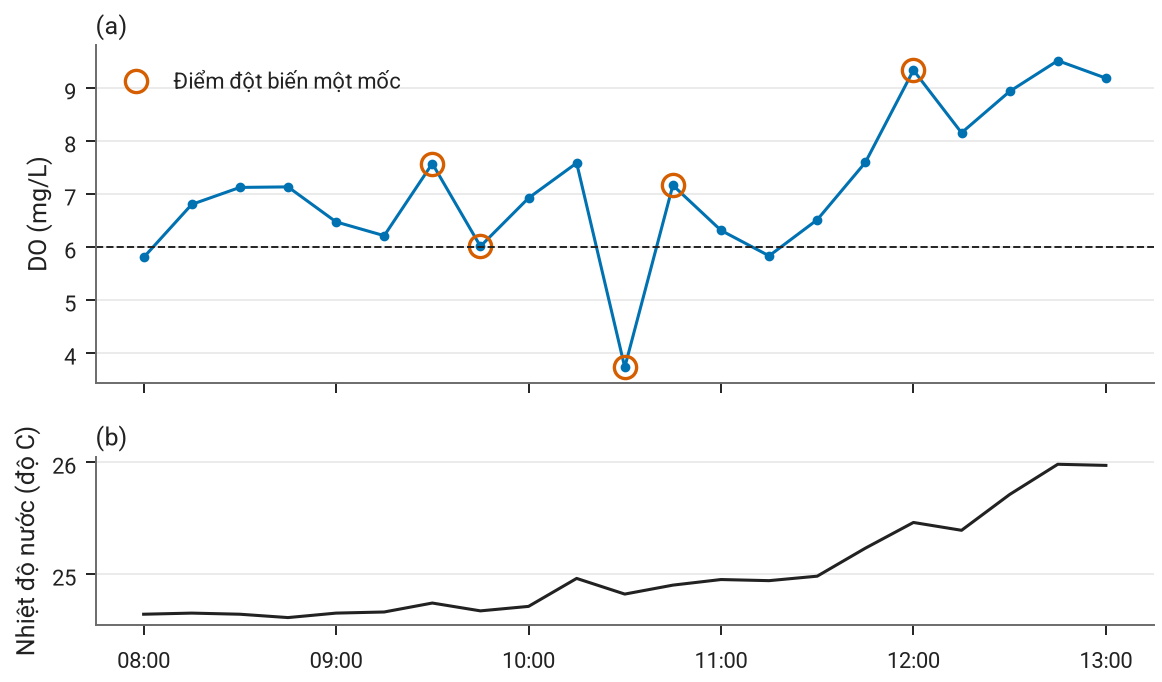 (a)
Điểm đột biến một mốc
DO (mg/L)
9
8
7
6
5
4
(b)
Nhiệt độ nước (độ C)
26
25
08:00 09:00 10:00 11:00 12:00 13:00